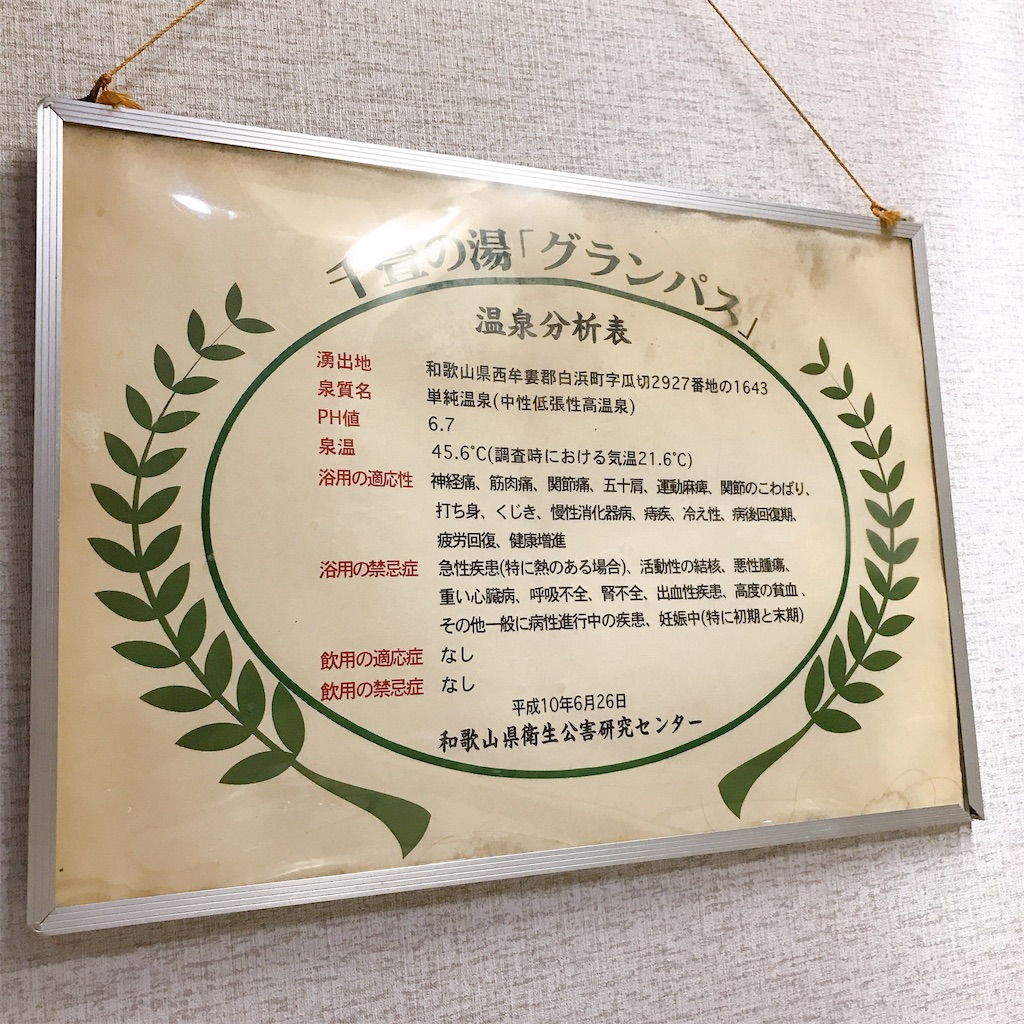 千畳の湯「グランパス」
温泉分析表
湧出地 和歌山県西牟婁郡白浜町字瓜切2927番地の1643
泉質名 単純温泉(中性低張性高温泉)
PH値 6.7
泉温 45.6°C(調査時における気温21.6°C)
浴用の適応性 神経痛、筋肉痛、関節痛、五十肩、運動麻痺、関節のこわばり、
打ち身、くじき、慢性消化器病、痔疾、冷え性、病後回復期、
疲労回復、健康増進
浴用の禁忌症 急性疾患(特に熱のある場合)、活動性の結核、悪性腫瘍、
重い心臓病、呼吸不全、腎不全、出血性疾患、高度の貧血、
その他一般に病性進行中の疾患、妊娠中(特に初期と末期)
飲用の適応症 なし
飲用の禁忌症 なし
平成10年6月26日
和歌山県衛生公害研究センター